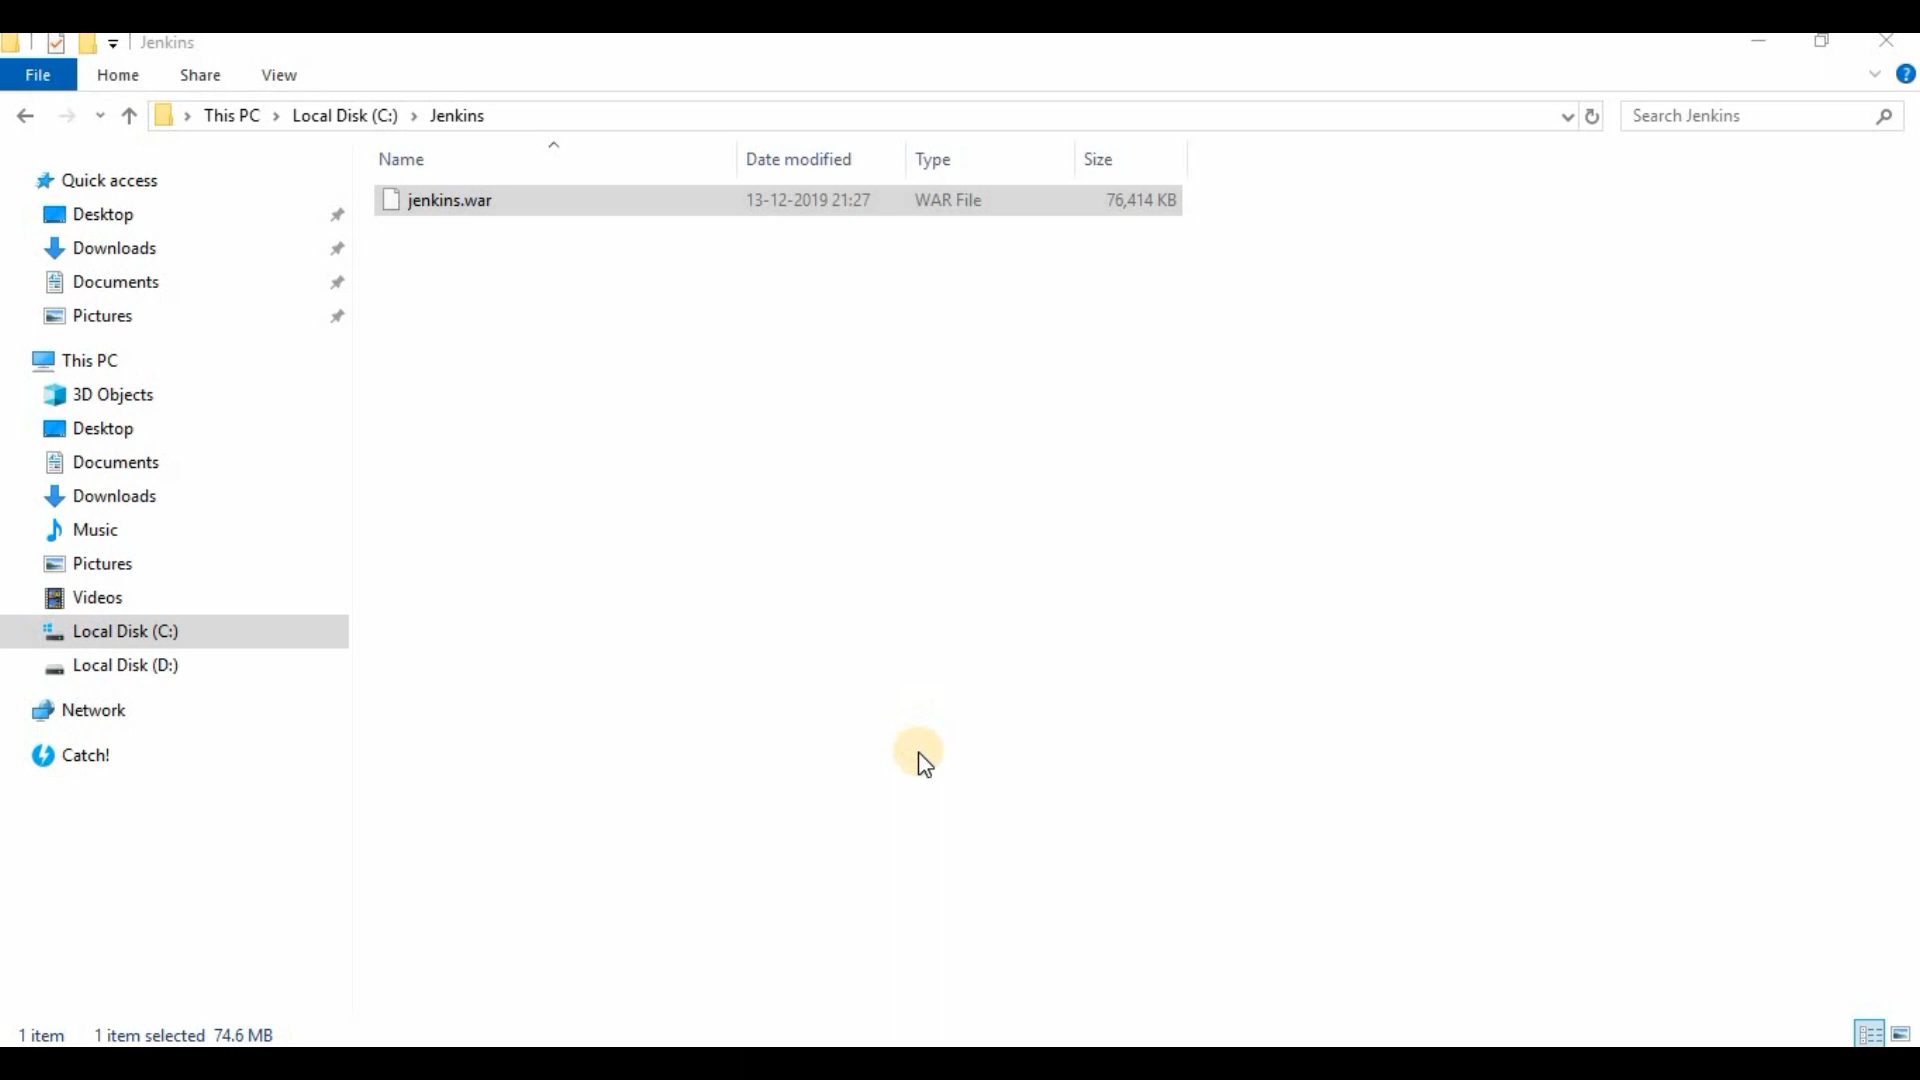 Jenkins
File Home Share View
This PC Local Disk (C:) Jenkins
Search Jenkins
Name Date modified Type Size
jenkins.war 13-12-2019 21:27 WAR File 76,414 KB
Quick access
Desktop
Downloads
Documents
Pictures
This PC
3D Objects
Desktop
Documents
Downloads
Music
Pictures
Videos
Local Disk (C:)
Local Disk (D:)
Network
Catch!
1 item 1 item selected 74.6 MB